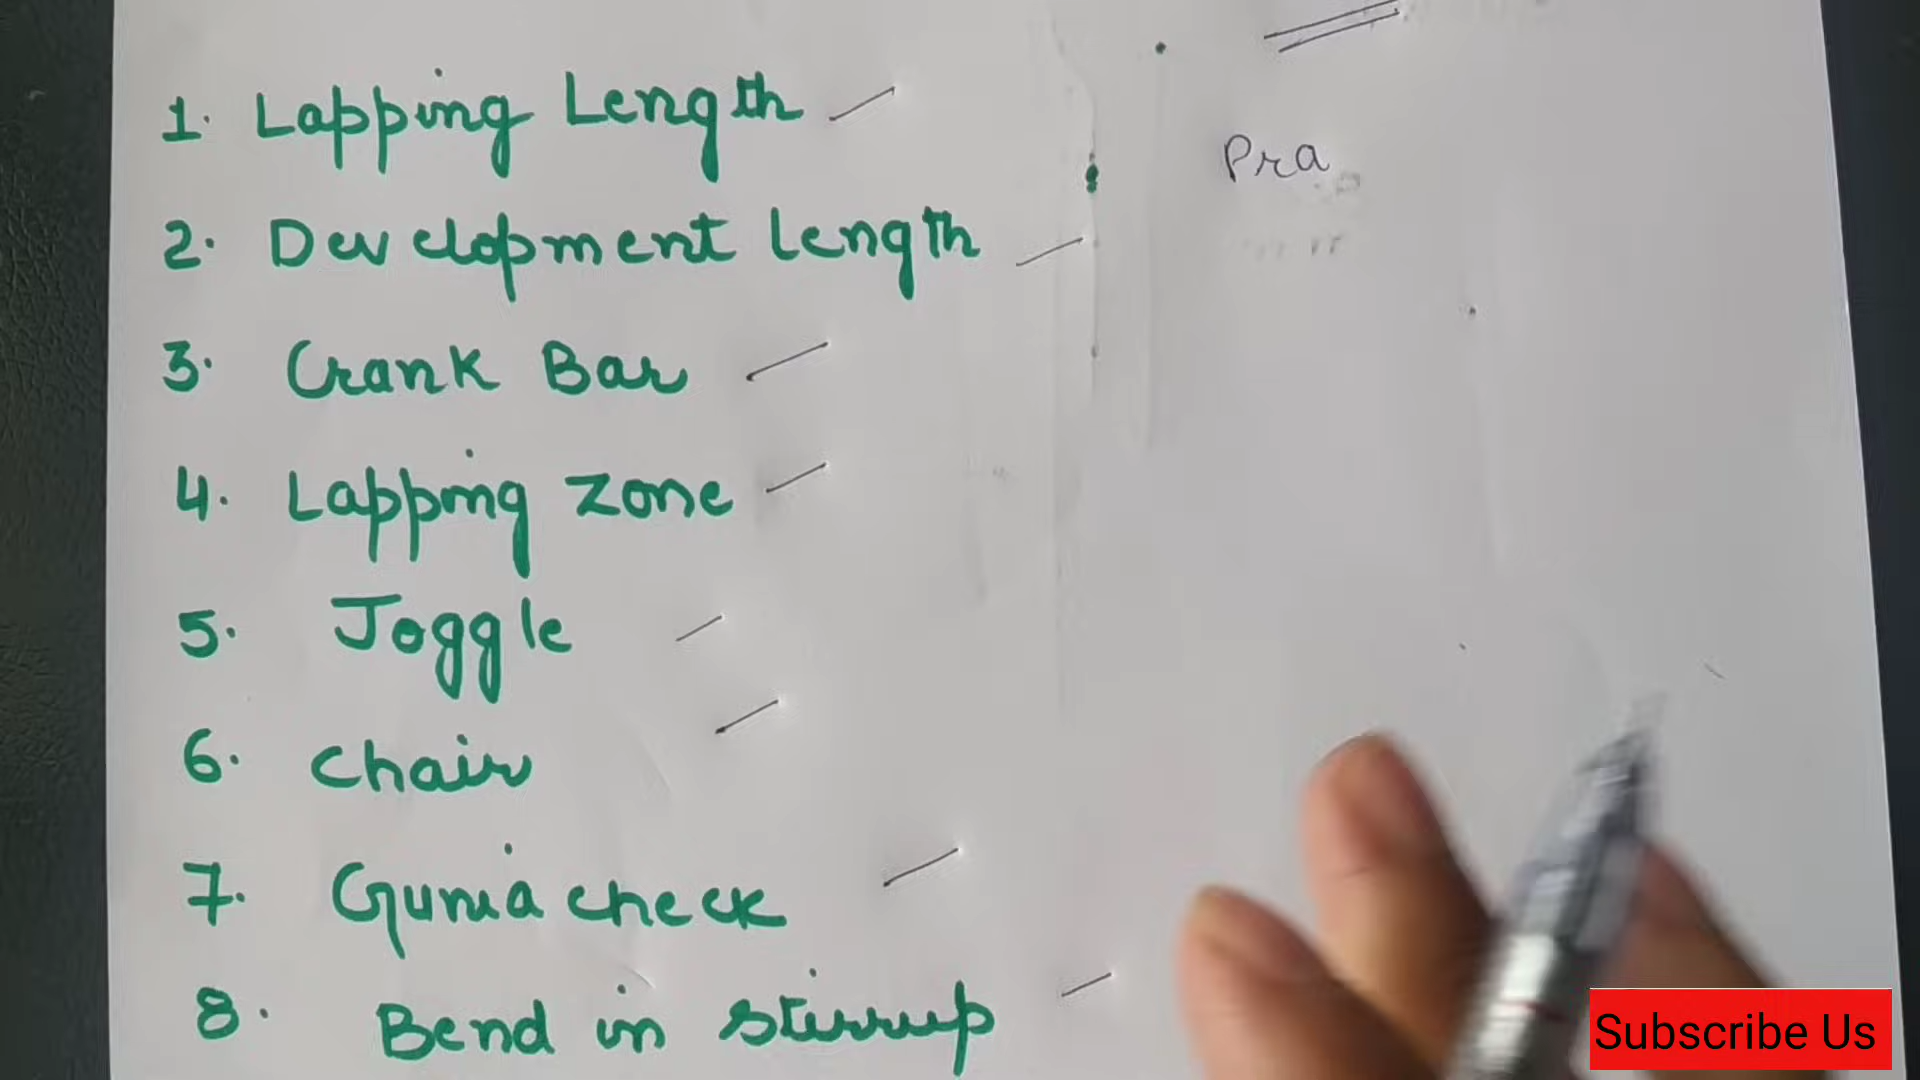 1. Lapping Length
Pra
2. Development length
3. Crank Bar
4. Lapping zone
5. Joggle
6. chair
7. Gunia check
8. Bend in stirrup
Subscribe Us